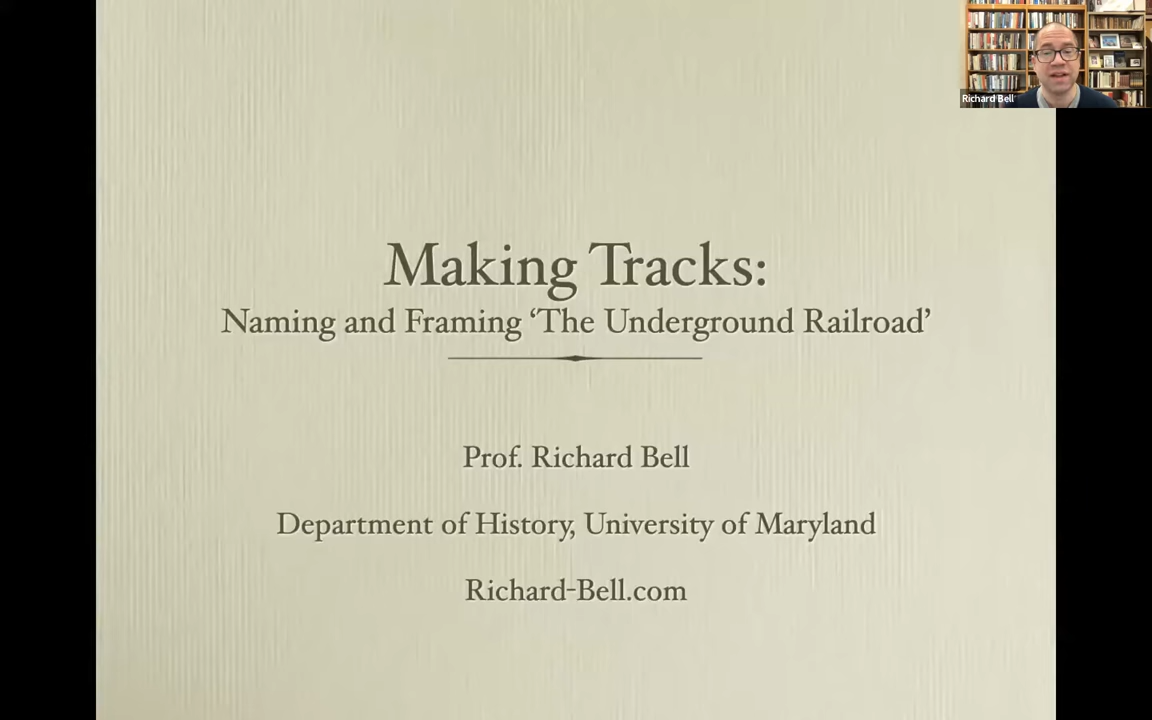 Making Tracks:
Naming and Framing ‘The Underground Railroad’
Prof. Richard Bell
Department of History, University of Maryland
Richard-Bell.com
Richard Bell